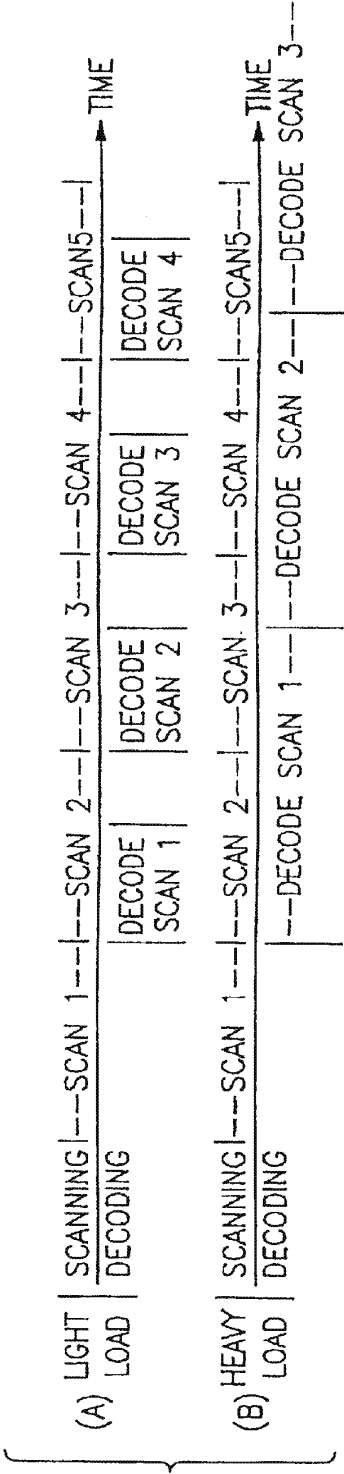 (A) LIGHT LOAD
SCANNING |---SCAN 1---|---SCAN 2---|---SCAN 3---|---SCAN 4---|---SCAN5---| TIME
DECODING
DECODE SCAN 1
DECODE SCAN 2
DECODE SCAN 3
DECODE SCAN 4
(B) HEAVY LOAD
SCANNING |---SCAN 1---|---SCAN 2---|---SCAN 3---|---SCAN 4---|---SCAN5---| TIME
DECODING |---DECODE SCAN 1---|---DECODE SCAN 2---|---DECODE SCAN 3---